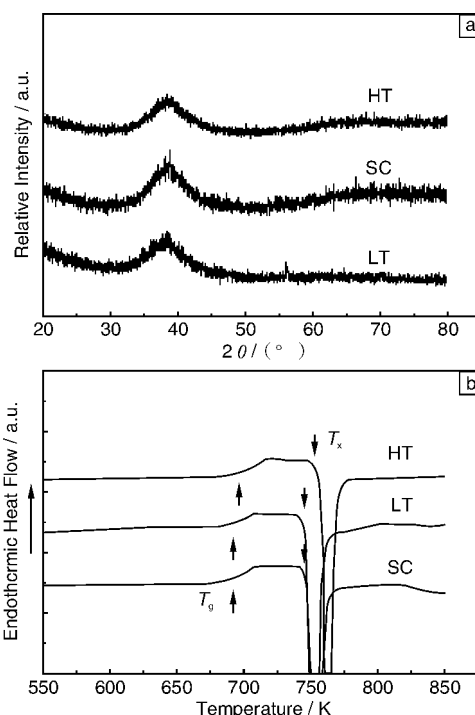 a
Relative Intensity / a.u.
HT
SC
LT
20 30 40 50 60 70 80
2θ/(°)
b
Endothcrmic Heat Flow / a.u.
Tx
HT
LT
SC
Tg
550 600 650 700 750 800 850
Temperature / K